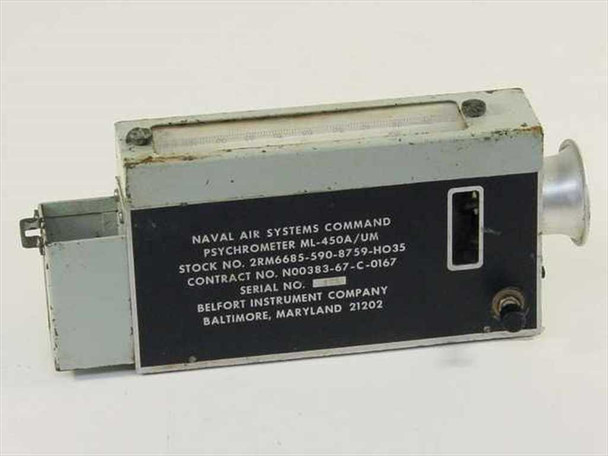 NAVAL AIR SYSTEMS COMMAND
PSYCHROMETER ML-450A/UM
STOCK NO. 2RM6685-590-8759-HO35
CONTRACT NO. N00383-67-C-0167
SERIAL NO.
BELFORT INSTRUMENT COMPANY
BALTIMORE, MARYLAND 21202